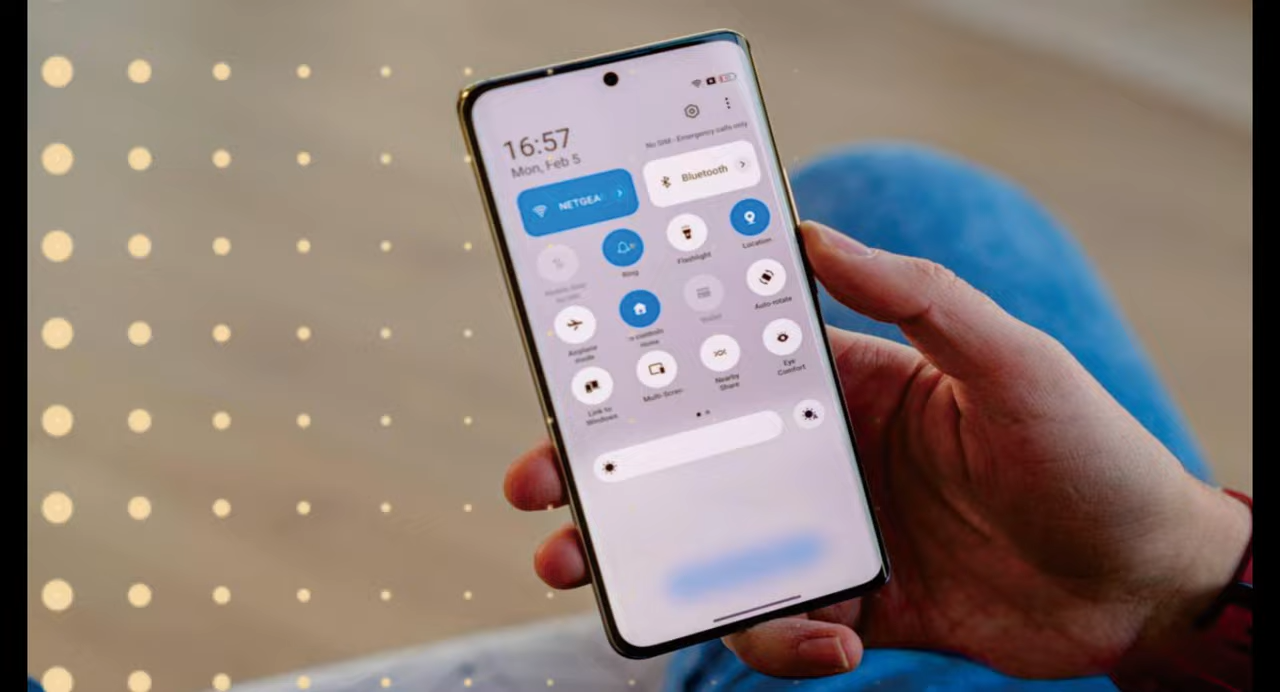 16:57
Mon, Feb 5
No SIM - Emergency calls only
NETGEA
Bluetooth
Ring
Flashlight
Location
Airplane
mode
Home
Auto-rotate
Link to
Windows
Multi-Scree
Nearby
Share
Eye
Comfort